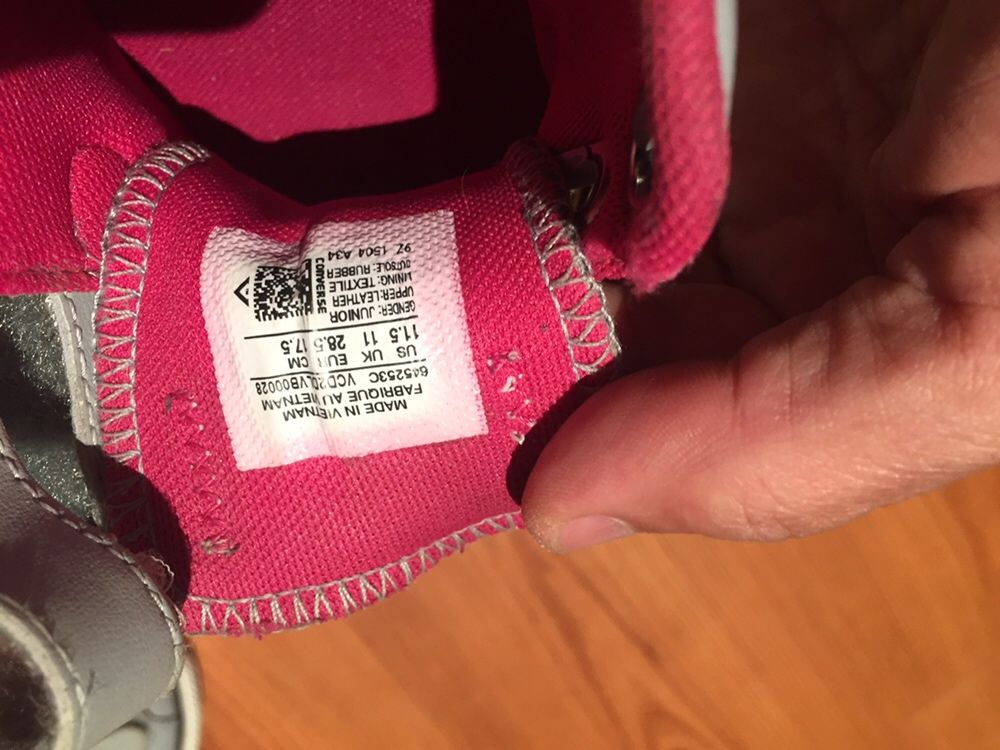 MADE IN VIETNAM
FABRIQUE AU VIETNAM
645253C VCD2DLVB00028
US UK EUR CM
11.5 11 28.5 17.5
GENDER: JUNIOR
UPPER: LEATHER
LINING: TEXTILE
OUTSOLE: RUBBER
9Z 1504 A34
CONVERSE